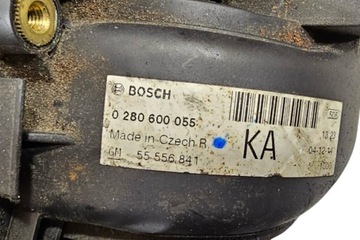 BOSCH
0 280 600 055
Made in Czech R
KA
GM 55 556 841